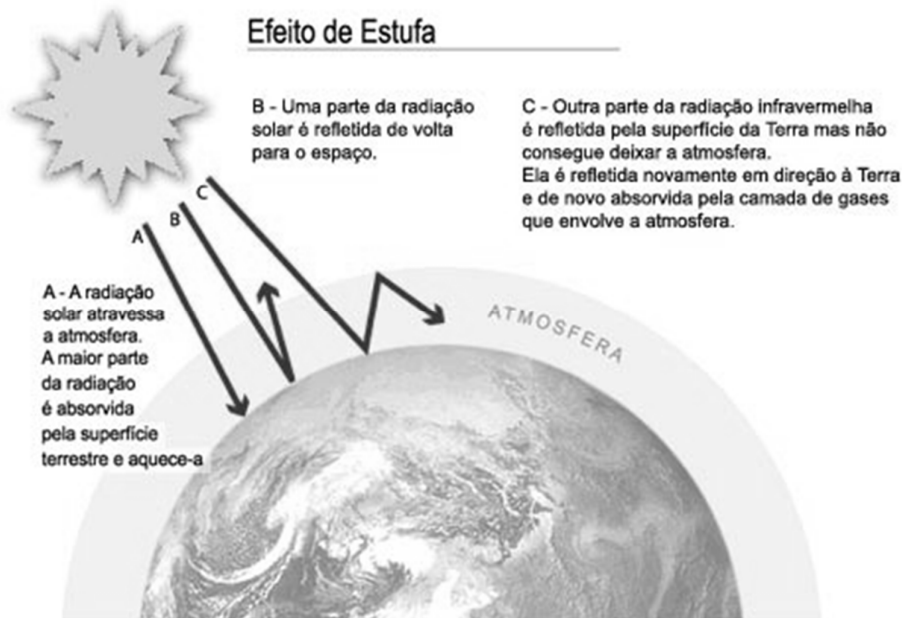 Efeito de Estufa
B - Uma parte da radiação
solar é refletida de volta
para o espaço.
C - Outra parte da radiação infravermelha
é refletida pela superfície da Terra mas não
consegue deixar a atmosfera.
Ela é refletida novamente em direção à Terra
e de novo absorvida pela camada de gases
que envolve a atmosfera.
C
B
A
A - A radiação
solar atravessa
a atmosfera.
A maior parte
da radiação
é absorvida
pela superfície
terrestre e aquece-a
ATMOSFERA